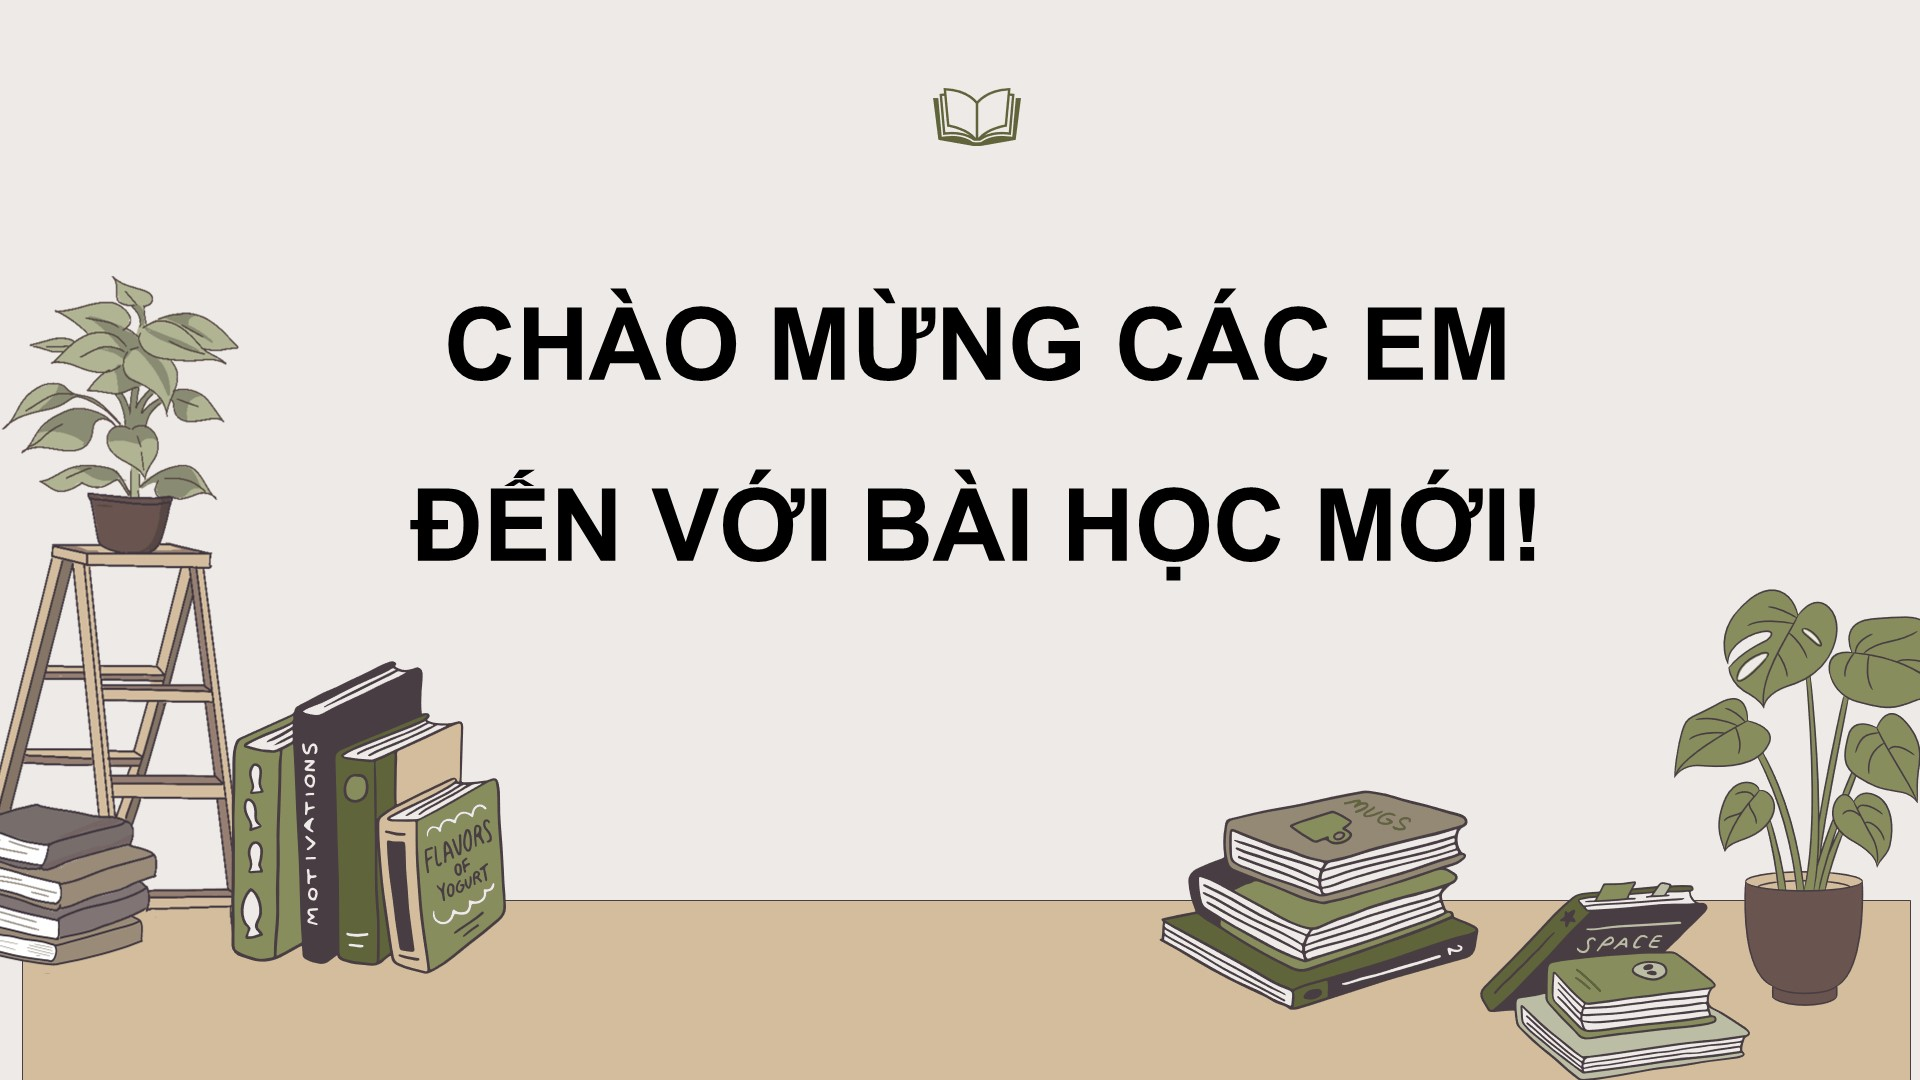 CHÀO MỪNG CÁC EM
ĐẾN VỚI BÀI HỌC MỚI!
MOTIVATIONS
FLAVORS
OF
YOGURT
MUGS
2
SPACE